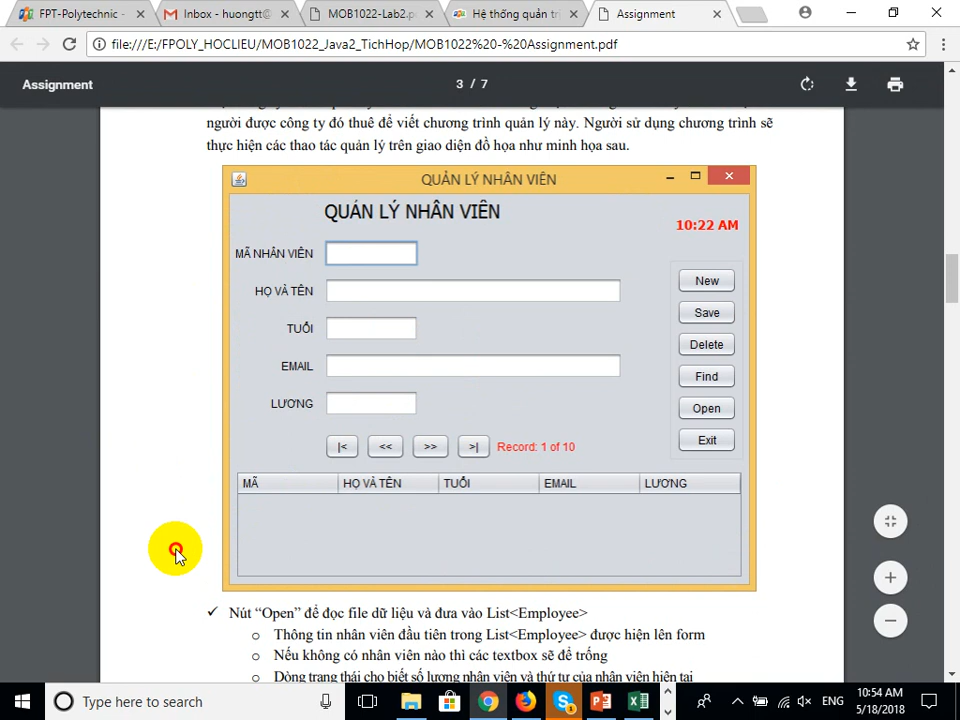 FPT-Polytechnic -
Inbox - huongtt@
MOB1022-Lab2.p
Hệ thống quản trị
Assignment
file:///E:/FPOLY_HOCLIEU/MOB1022_Java2_TichHop/MOB1022%20-%20Assignment.pdf
Assignment
3 / 7
người được công ty đó thuê để viết chương trình quản lý này. Người sử dụng chương trình sẽ
thực hiện các thao tác quản lý trên giao diện đồ họa như minh họa sau.
QUẢN LÝ NHÂN VIÊN
QUẢN LÝ NHÂN VIÊN
10:22 AM
MÃ NHÂN VIÊN
HỌ VÀ TÊN
TUỔI
EMAIL
LƯƠNG
New
Save
Delete
Find
Open
Exit
|< << >> >| Record: 1 of 10
MÃ HỌ VÀ TÊN TUỔI EMAIL LƯƠNG
✓ Nút “Open” để đọc file dữ liệu và đưa vào List<Employee>
o Thông tin nhân viên đầu tiên trong List<Employee> được hiện lên form
o Nếu không có nhân viên nào thì các textbox sẽ để trống
o Dòng trạng thái cho biết số lượng nhân viên và thứ tự của nhân viên hiện tại
Type here to search
ENG
10:54 AM
5/18/2018